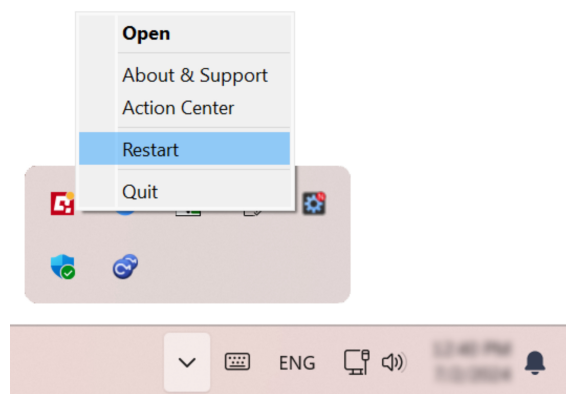 Open
About & Support
Action Center
Restart
Quit
ENG